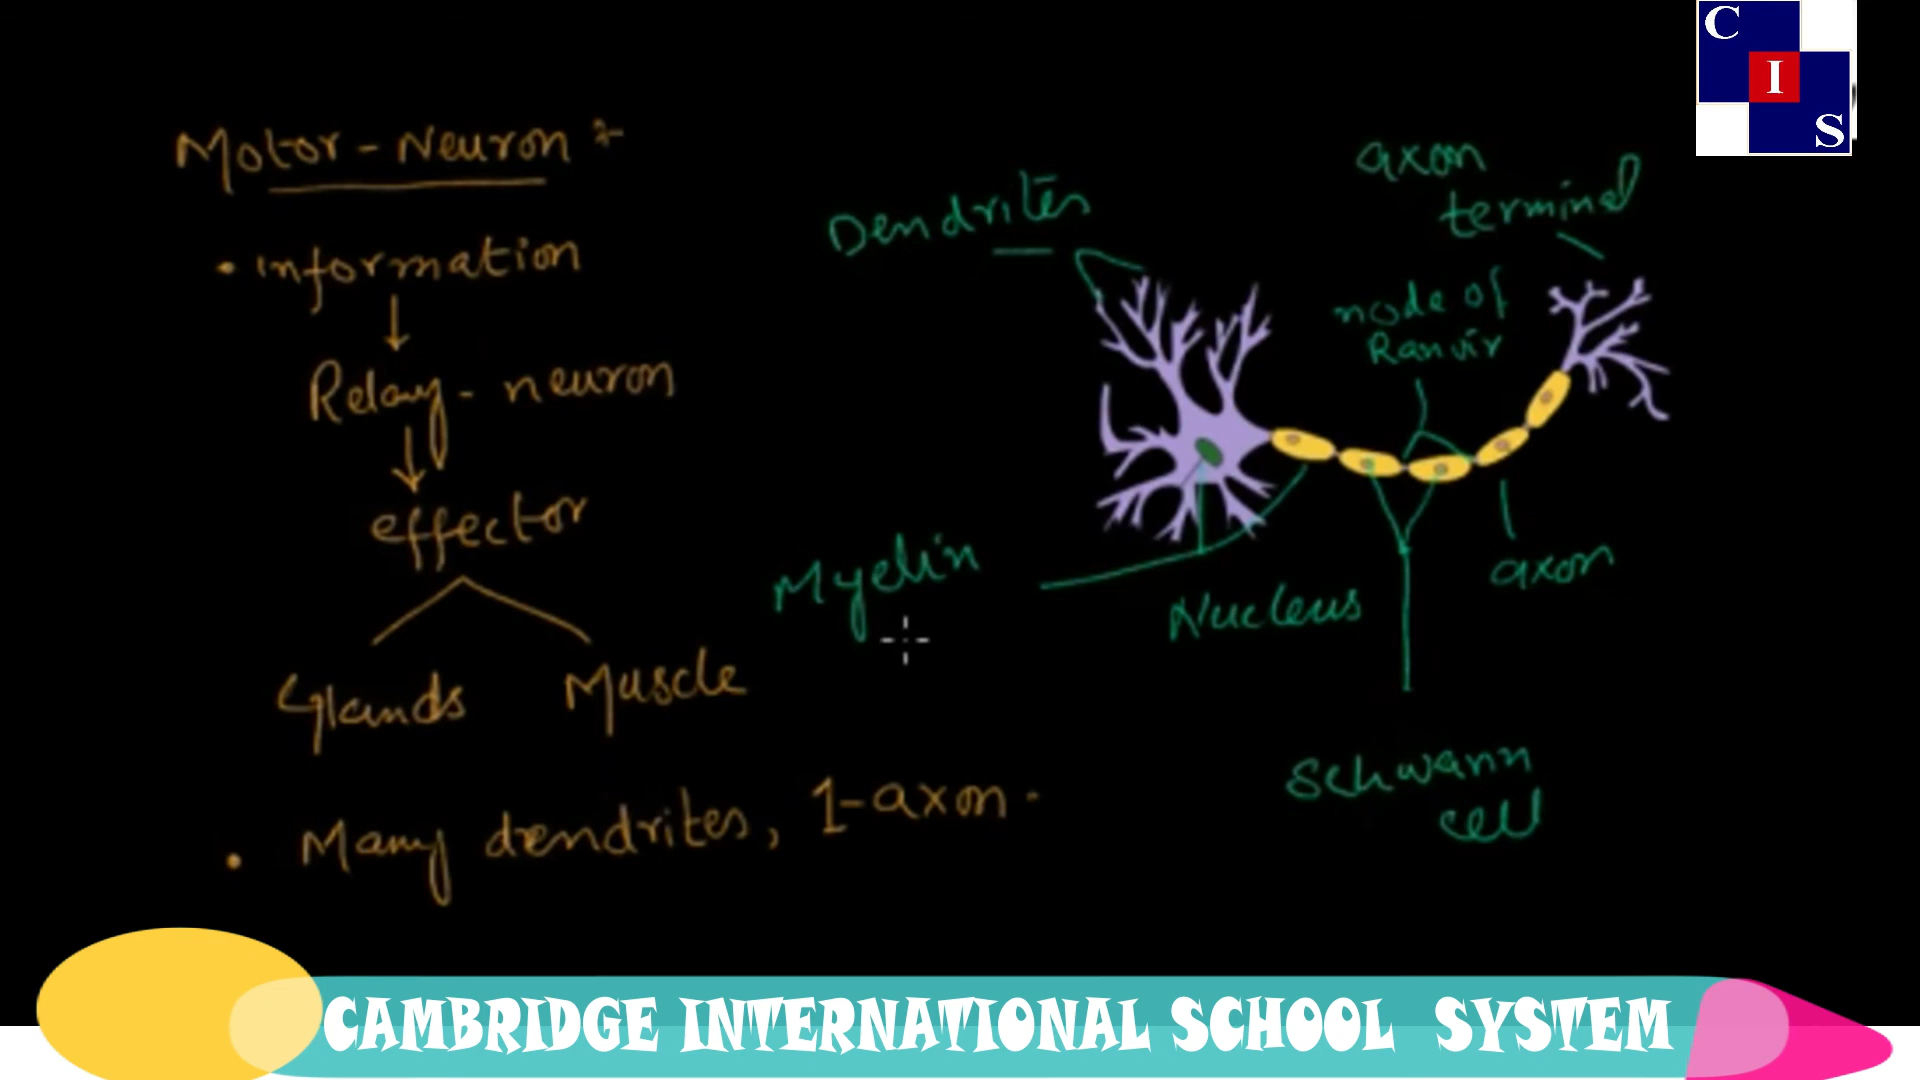 C
I
S
Motor-Neuron :-
• Information
Relay-neuron
effector
Glands Muscle
• Many dendrites, 1-axon.
Dendrites
axon
terminal
node of
Ranvir
Myelin
Nucleus
axon
Schwann
cell
CAMBRIDGE INTERNATIONAL SCHOOL SYSTEM